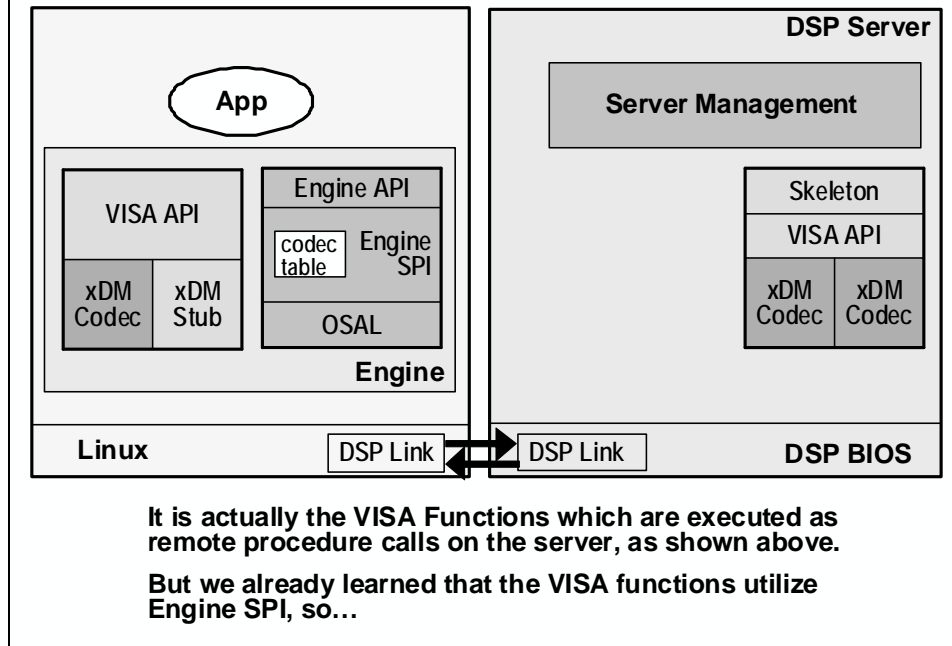 DSP Server
App
Server Management
Engine API
VISA API
codec
table
Engine
SPI
xDM
Codec
xDM
Stub
OSAL
Engine
Skeleton
VISA API
xDM
Codec
xDM
Codec
Linux
DSP Link
DSP Link
DSP BIOS
It is actually the VISA Functions which are executed as
remote procedure calls on the server, as shown above.
But we already learned that the VISA functions utilize
Engine SPI, so…